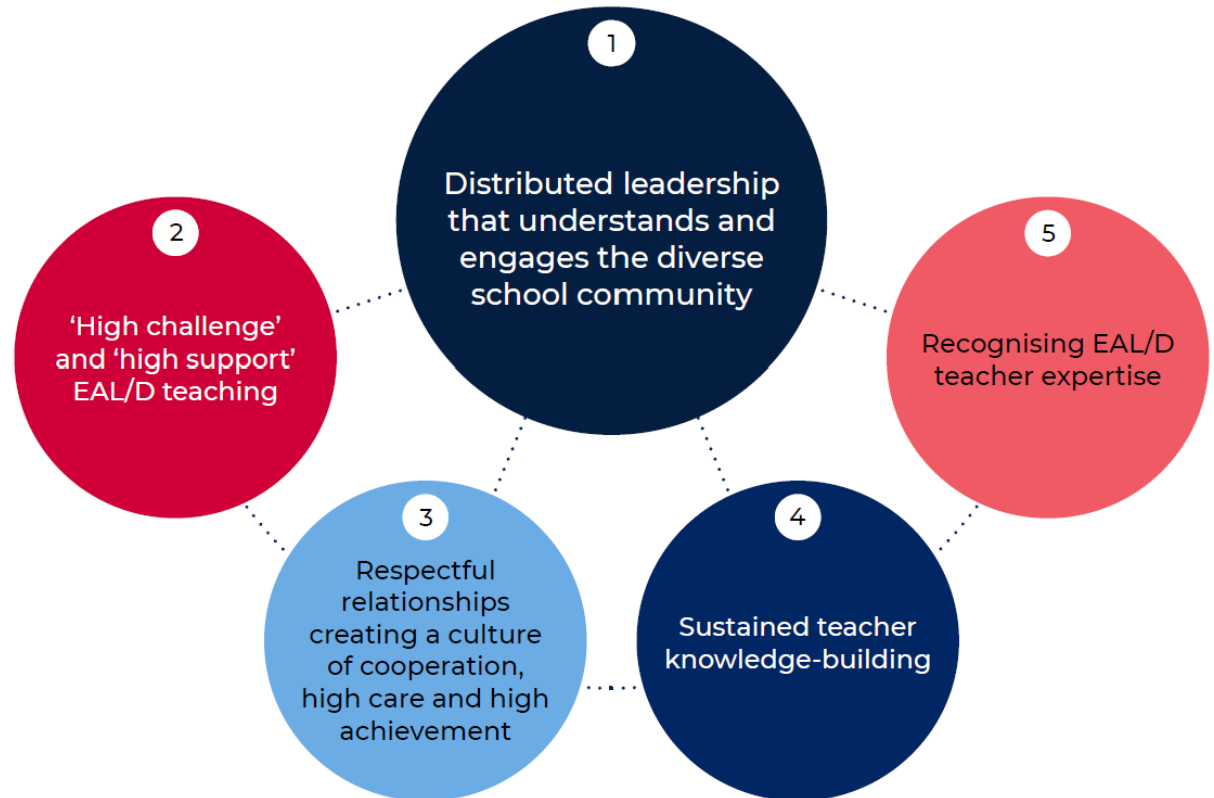 1
Distributed leadership
that understands and
engages the diverse
school community
2
‘High challenge’
and ‘high support’
EAL/D teaching
3
Respectful
relationships
creating a culture
of cooperation,
high care and high
achievement
4
Sustained teacher
knowledge-building
5
Recognising EAL/D
teacher expertise